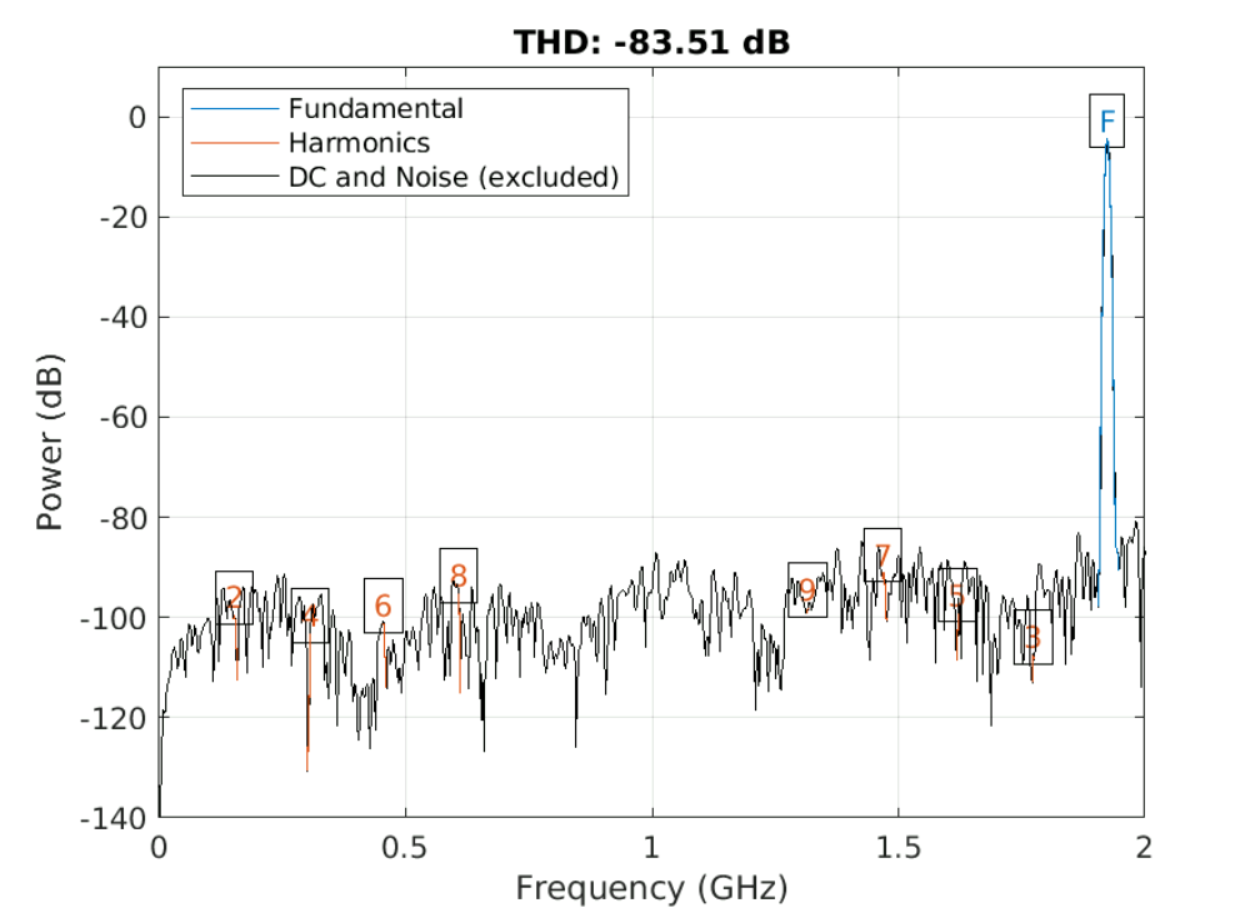 THD: -83.51 dB
Fundamental
Harmonics
DC and Noise (excluded)
F
2
4
6
8
9
7
5
3
0
-20
-40
-60
-80
-100
-120
-140
Power (dB)
0 0.5 1 1.5 2
Frequency (GHz)